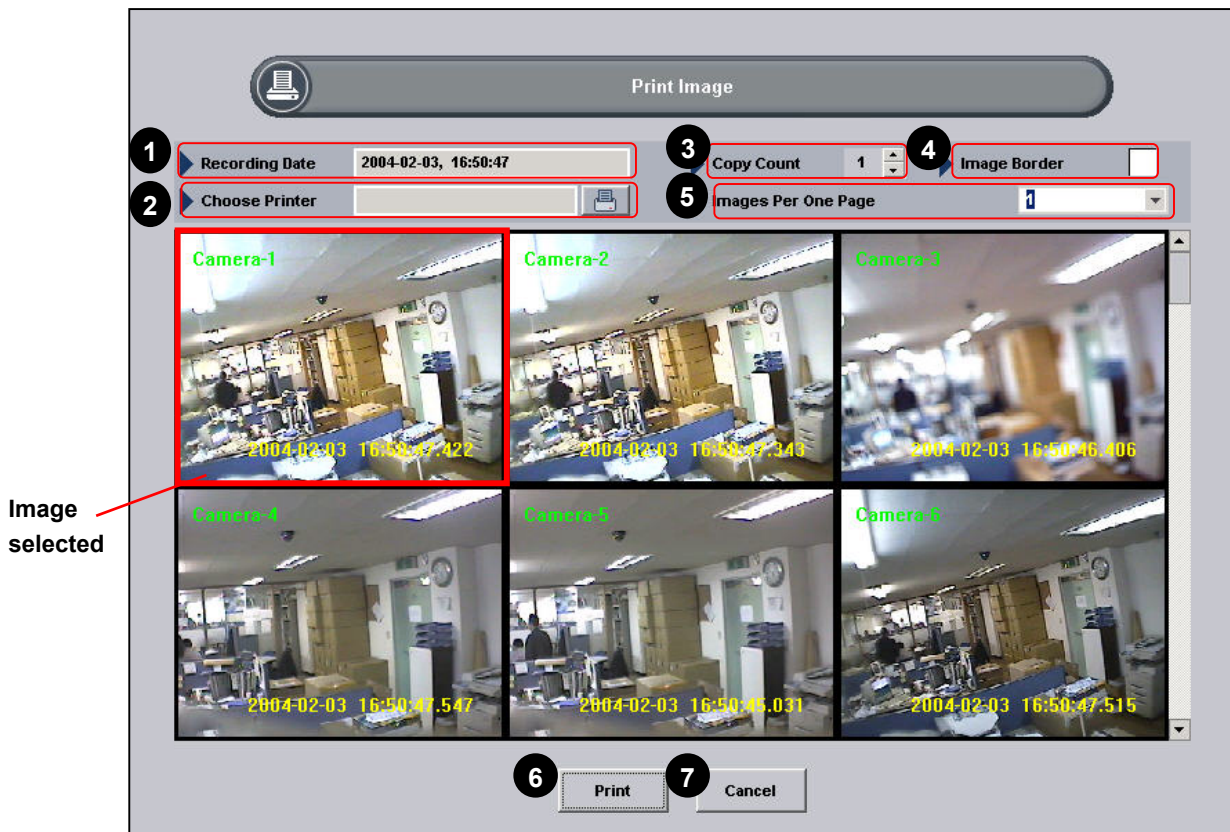 Print Image
1 Recording Date 2004-02-03, 16:50:47 3 Copy Count 1 4 Image Border
2 Choose Printer 5 Images Per One Page 1
Camera-1 Camera-2 Camera-3
2004-02-03 16:50:47.422 2004-02-03 16:50:47.343 2004-02-03 16:50:46.406
Image
selected
Camera-4 Camera-5 Camera-6
2004-02-03 16:50:47.547 2004-02-03 16:50:45.031 2004-02-03 16:50:47.515
6 Print 7 Cancel